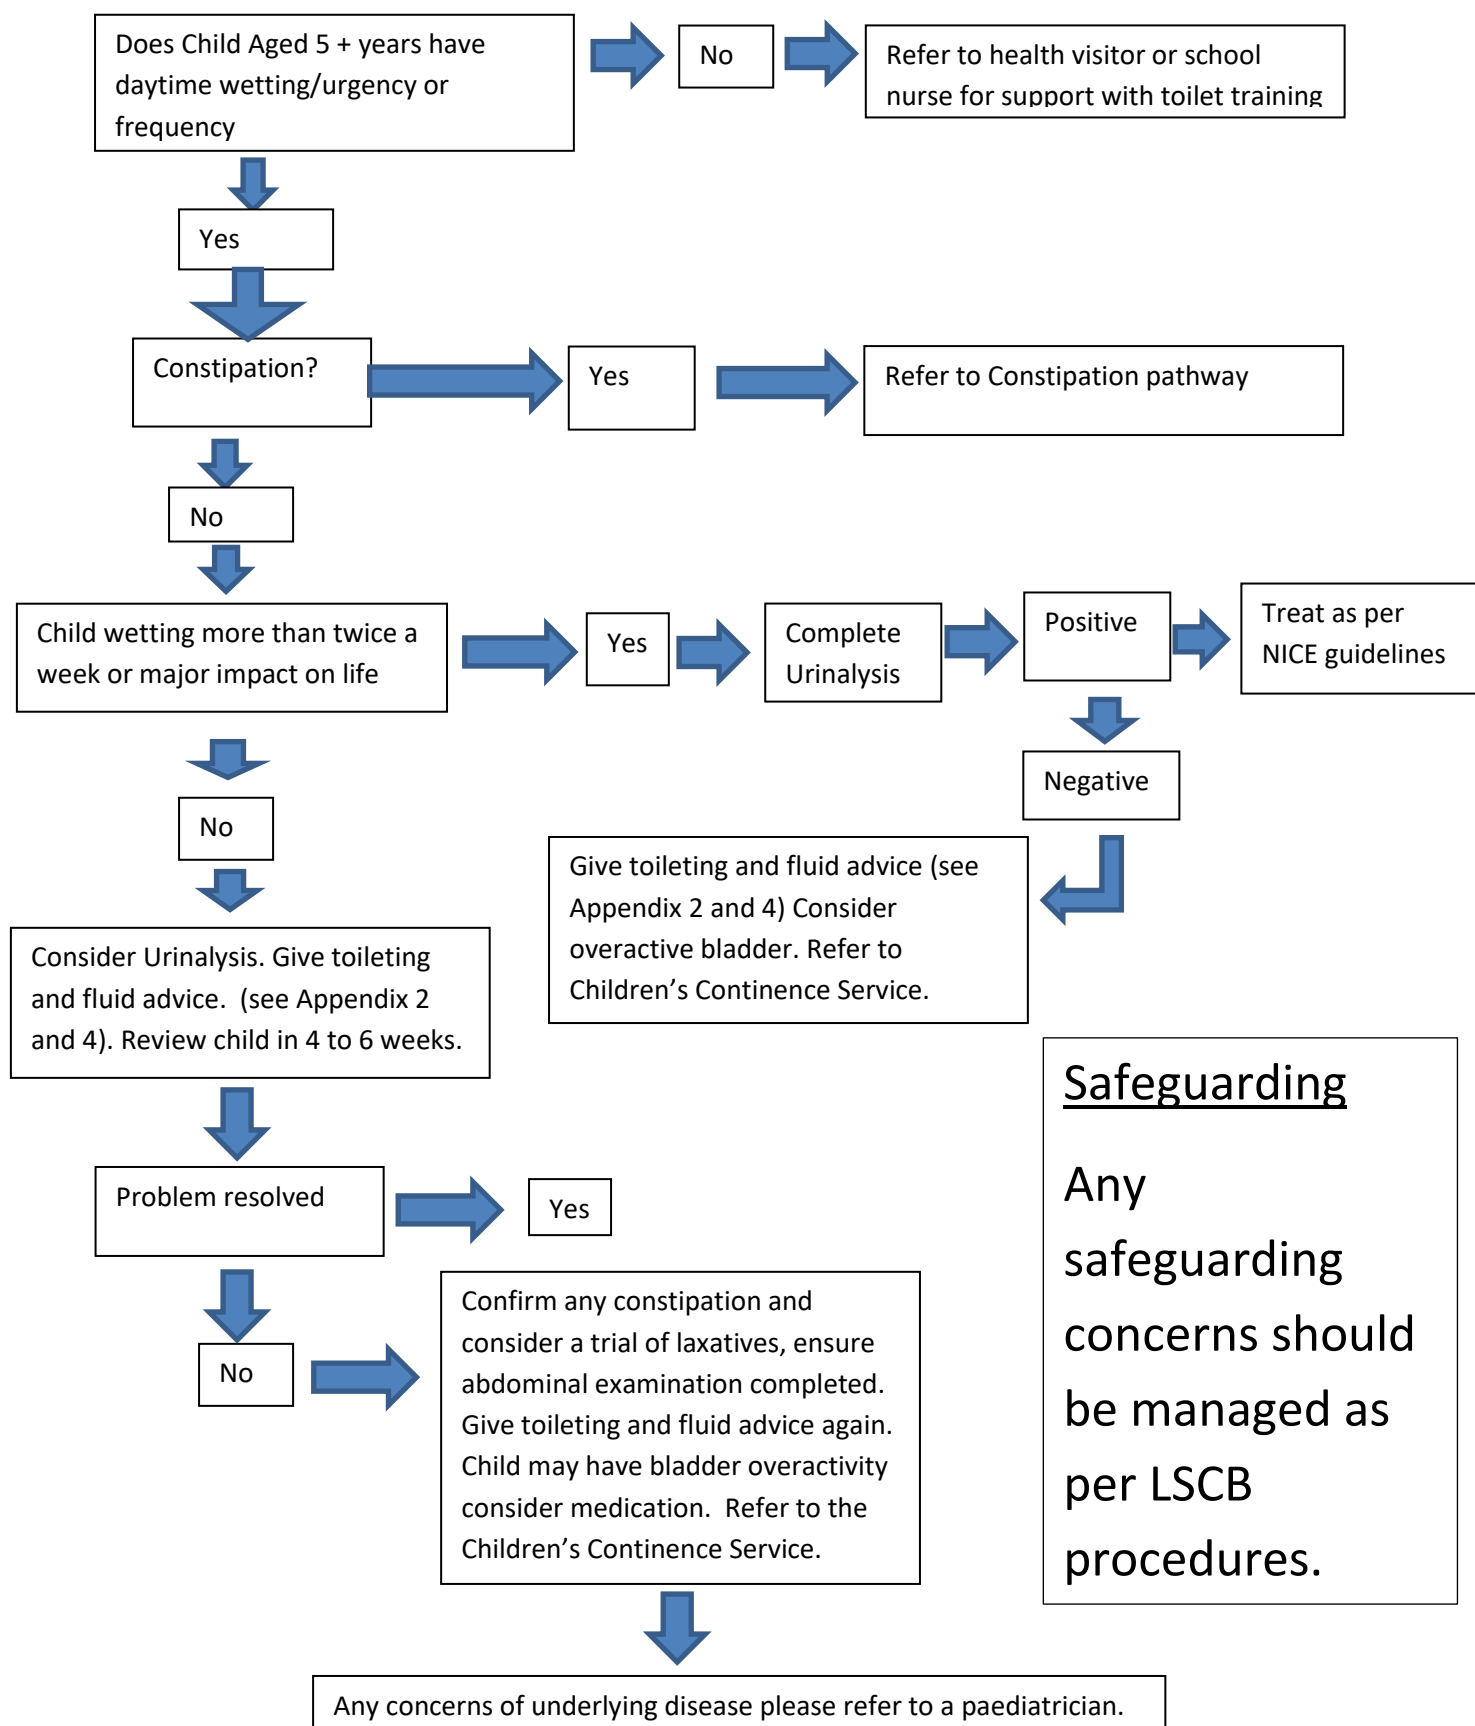 Does Child Aged 5 + years have
daytime wetting/urgency or
frequency
No
Refer to health visitor or school
nurse for support with toilet training
Yes
Constipation?
Yes
Refer to Constipation pathway
No
Child wetting more than twice a
week or major impact on life
Yes
Complete
Urinalysis
Positive
Treat as per
NICE guidelines
Negative
Give toileting and fluid advice (see
Appendix 2 and 4) Consider
overactive bladder. Refer to
Children’s Continence Service.
No
Consider Urinalysis. Give toileting
and fluid advice.  (see Appendix 2
and 4). Review child in 4 to 6 weeks.
Problem resolved
Yes
No
Confirm any constipation and
consider a trial of laxatives, ensure
abdominal examination completed.
Give toileting and fluid advice again.
Child may have bladder overactivity
consider medication.  Refer to the
Children’s Continence Service.
Any concerns of underlying disease please refer to a paediatrician.
Safeguarding
Any
safeguarding
concerns should
be managed as
per LSCB
procedures.